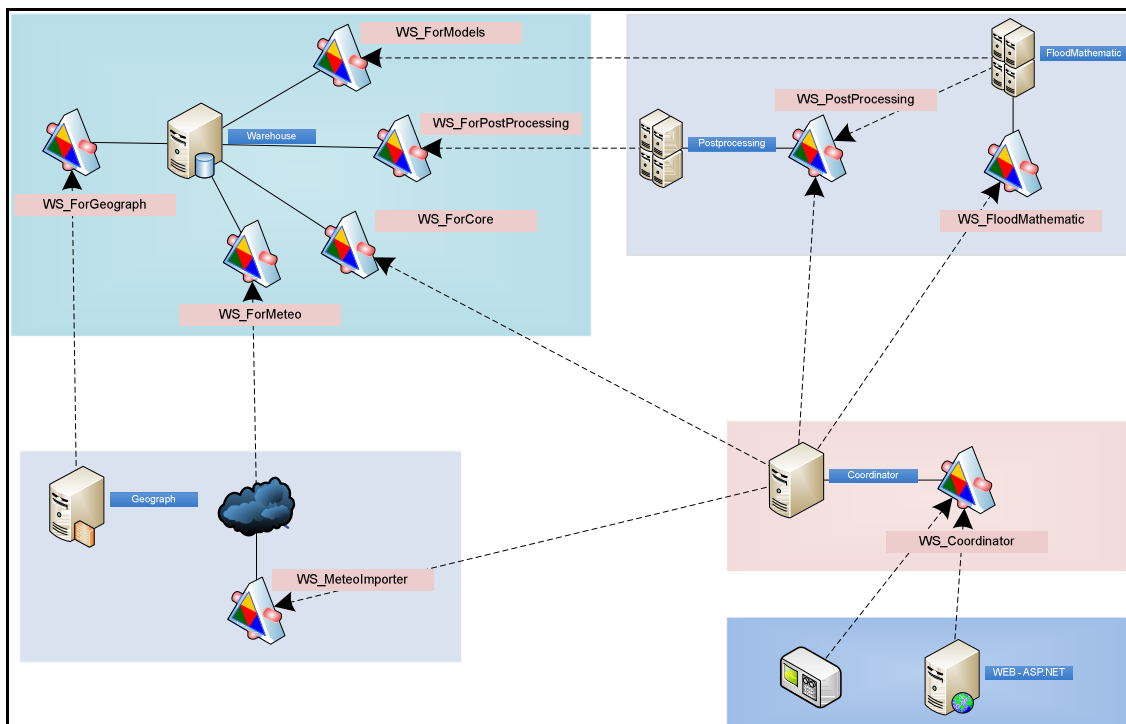 WS_ForModels
FloodMathematic
WS_PostProcessing
WS_ForPostProcessing
Warehouse
Postprocessing
WS_ForGeograph
WS_ForCore
WS_FloodMathematic
WS_ForMeteo
Coordinator
Geograph
WS_Coordinator
WS_MeteoImporter
WEB - ASP.NET